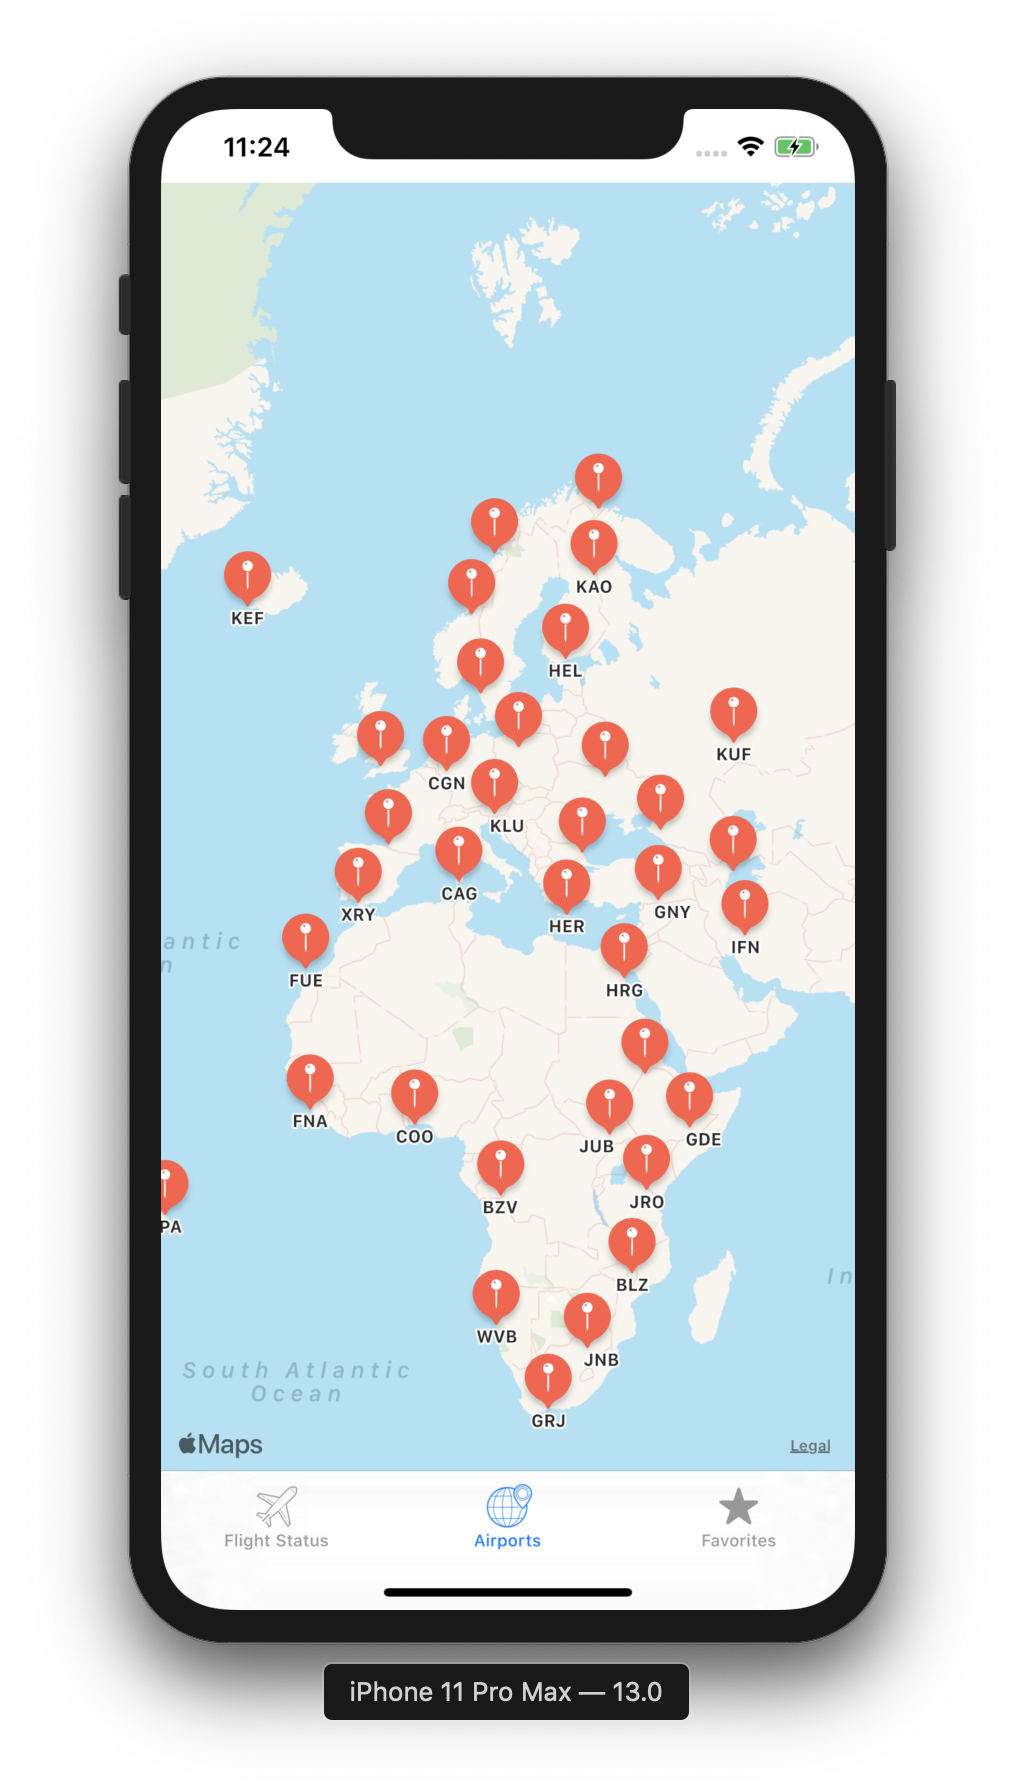 11:24
KAO
KEF
HEL
KUF
CGN
KLU
CAG
XRY
GNY
HER
antic
n
IFN
FUE
HRG
FNA
COO
JUB
GDE
JRO
BZV
PA
In
BLZ
WVB
JNB
South Atlantic
Ocean
GRJ
Maps
Legal
Flight Status
Airports
Favorites
iPhone 11 Pro Max — 13.0